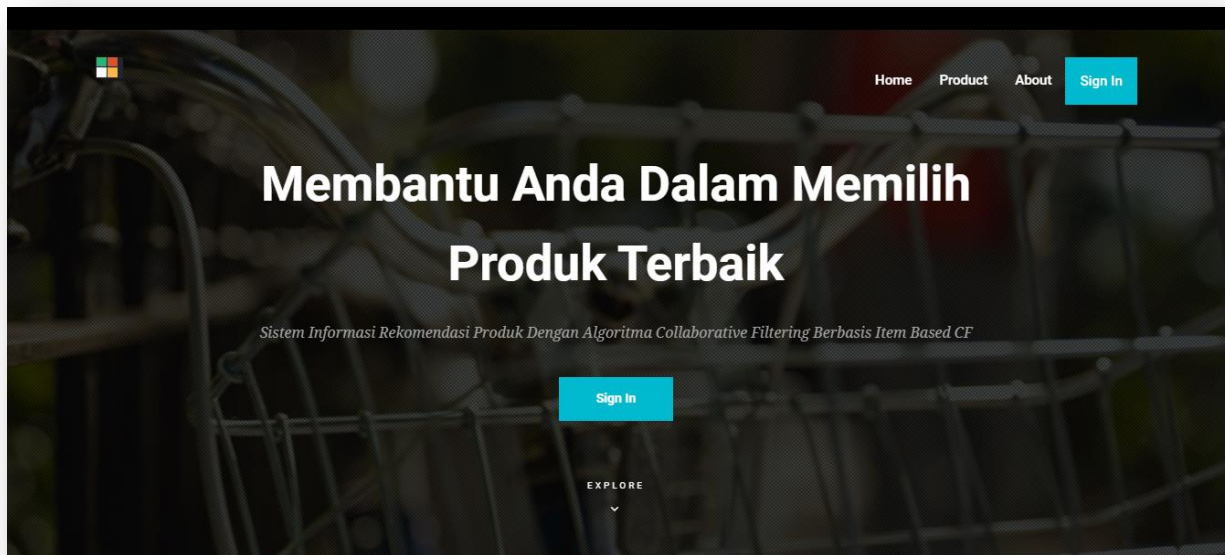 Home Product About Sign In
Membantu Anda Dalam Memilih
Produk Terbaik
Sistem Informasi Rekomendasi Produk Dengan Algoritma Collaborative Filtering Berbasis Item Based CF
Sign In
EXPLORE